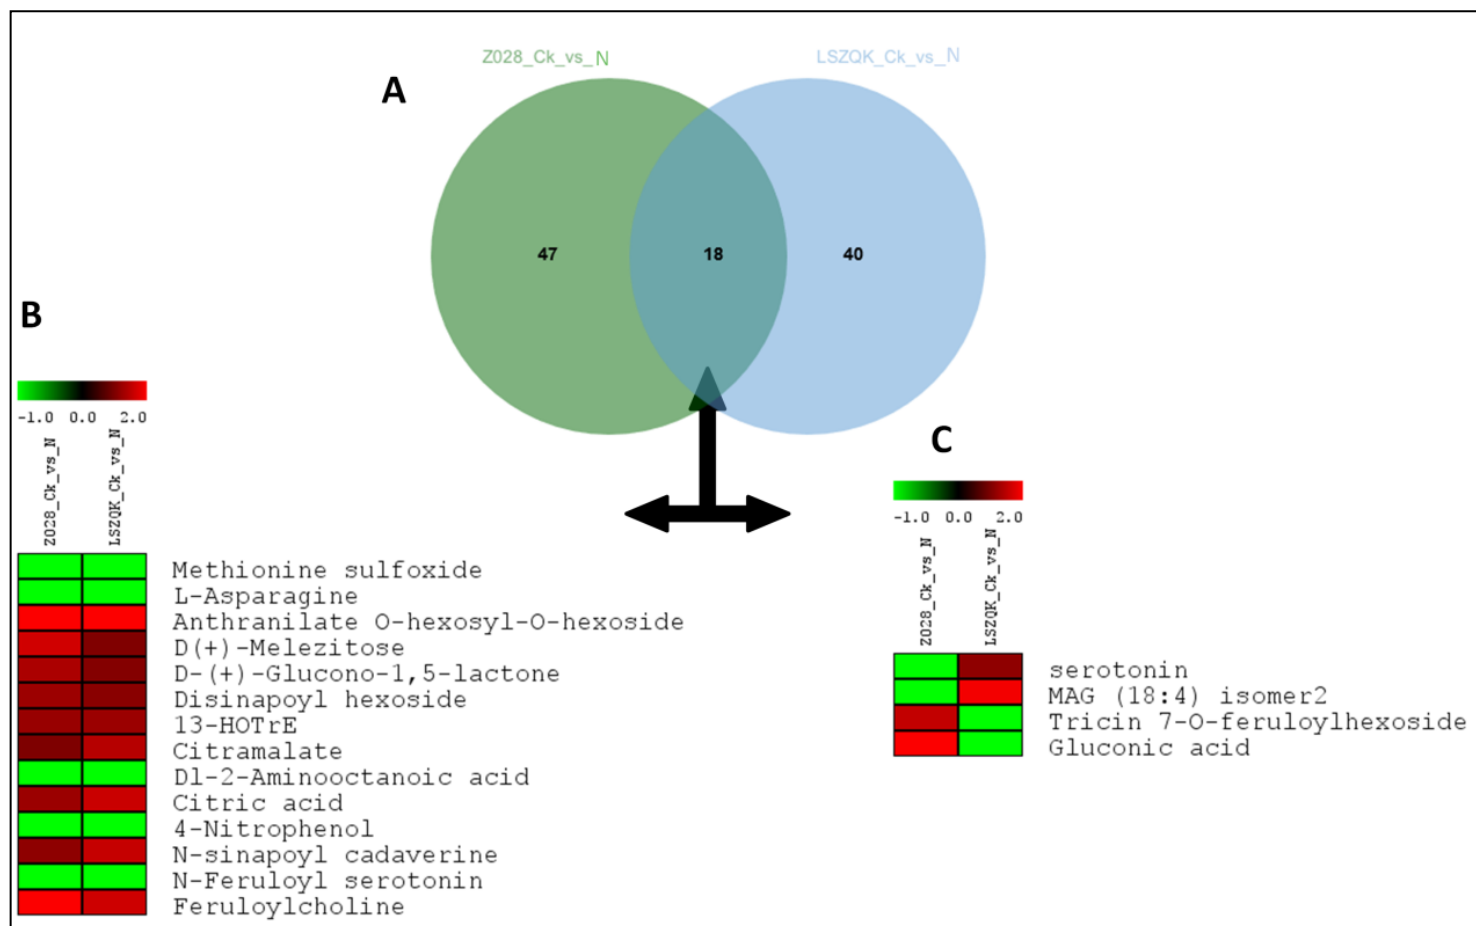 Z028_Ck_vs_N
LSZQK_Ck_vs_N
A
47
18
40
B
-1.0 0.0 2.0
Z028_Ck_vs_N
LSZQK_Ck_vs_N
Methionine sulfoxide
L-Asparagine
Anthranilate O-hexosyl-O-hexoside
D(+)-Melezitose
D-(+)-Glucono-1,5-lactone
Disinapoyl hexoside
13-HOTrE
Citramalate
Dl-2-Aminooctanoic acid
Citric acid
4-Nitrophenol
N-sinapoyl cadaverine
N-Feruloyl serotonin
Feruloylcholine
C
-1.0 0.0 2.0
Z028_Ck_vs_N
LSZQK_Ck_vs_N
serotonin
MAG (18:4) isomer2
Tricin 7-O-feruloylhexoside
Gluconic acid